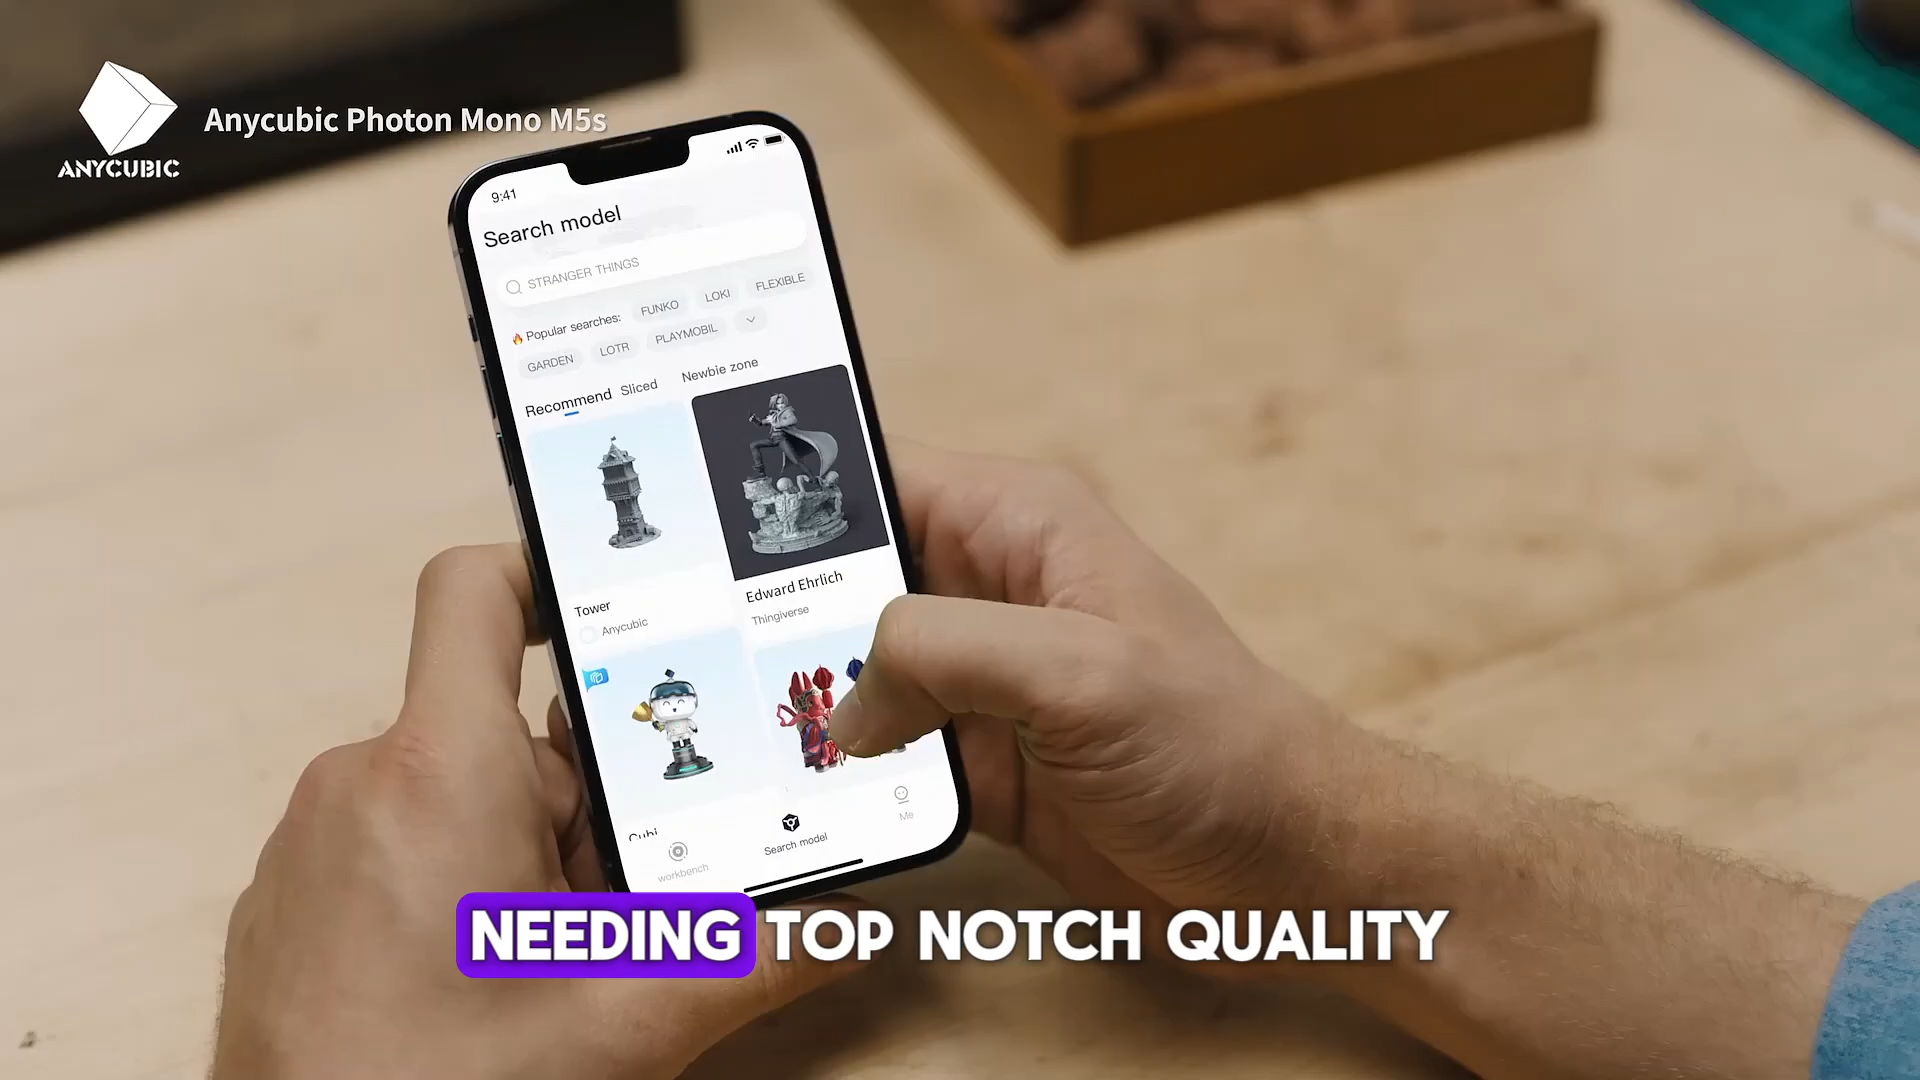 ANYCUBIC
Anycubic Photon Mono M5s
9:41
Search model
STRANGER THINGS
Popular searches:
FUNKO
LOKI
FLEXIBLE
GARDEN
LOTR
PLAYMOBIL
Recommend
Sliced
Newbie zone
Tower
Anycubic
Edward Ehrlich
Thingiverse
Cubi
workbench
Search model
Me
NEEDING TOP NOTCH QUALITY